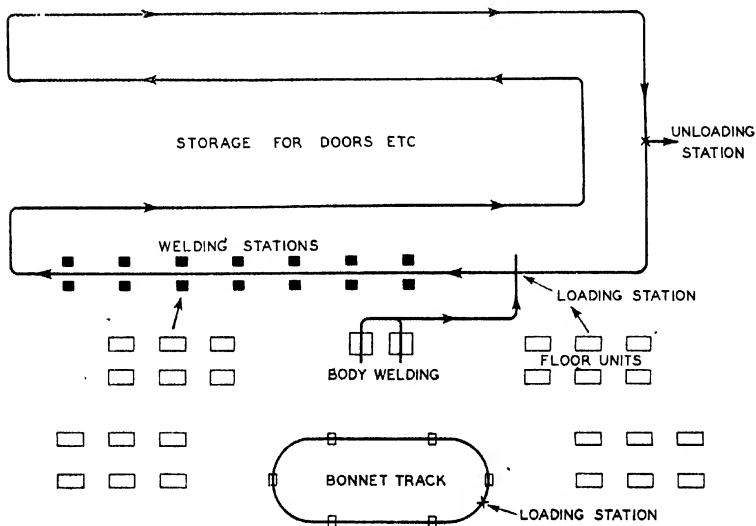 STORAGE FOR DOORS ETC
UNLOADING
STATION
WELDING STATIONS
LOADING STATION
FLOOR UNITS
BODY WELDING
BONNET TRACK
LOADING STATION